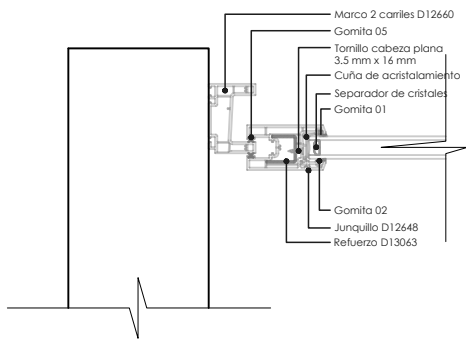 Marco 2 carriles D12660
Gomita 05
Tornillo cabeza plana
3.5 mm x 16 mm
Cuña de acristalamiento
Separador de cristales
Gomita 01
Gomita 02
Junquillo D12648
Refuerzo D13063